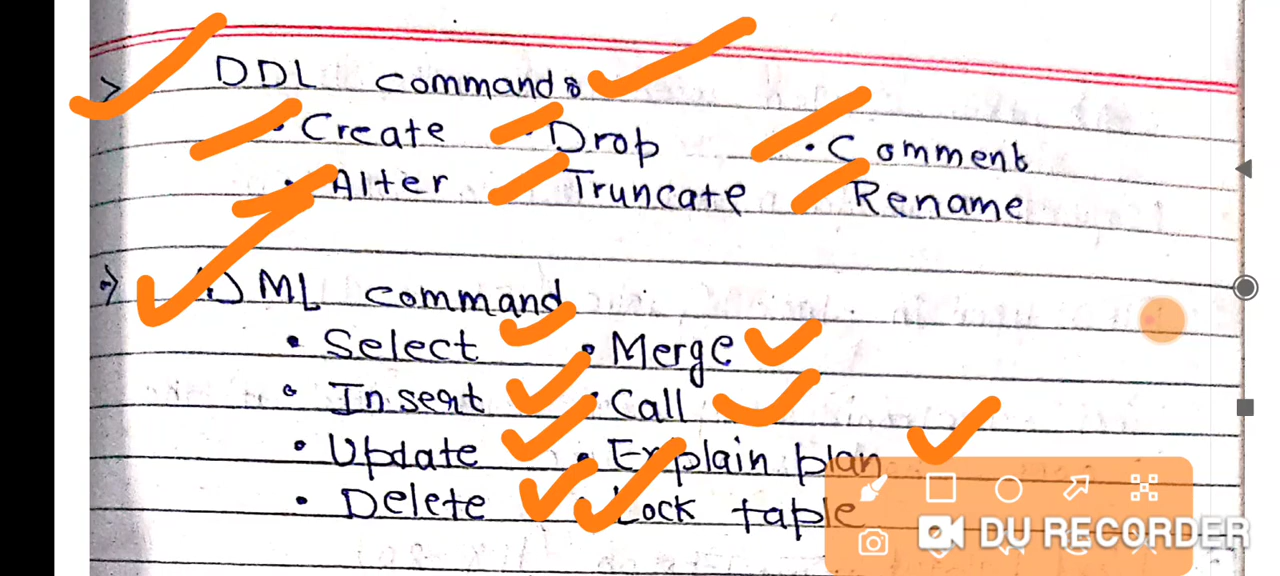 > DDL commands
• Create • Drop • Comment
• Alter Truncate Rename
→ DML command
• Select • Merge
• Insert • Call
• Update • Explain plan
• Delete • Lock table
DU RECORDER